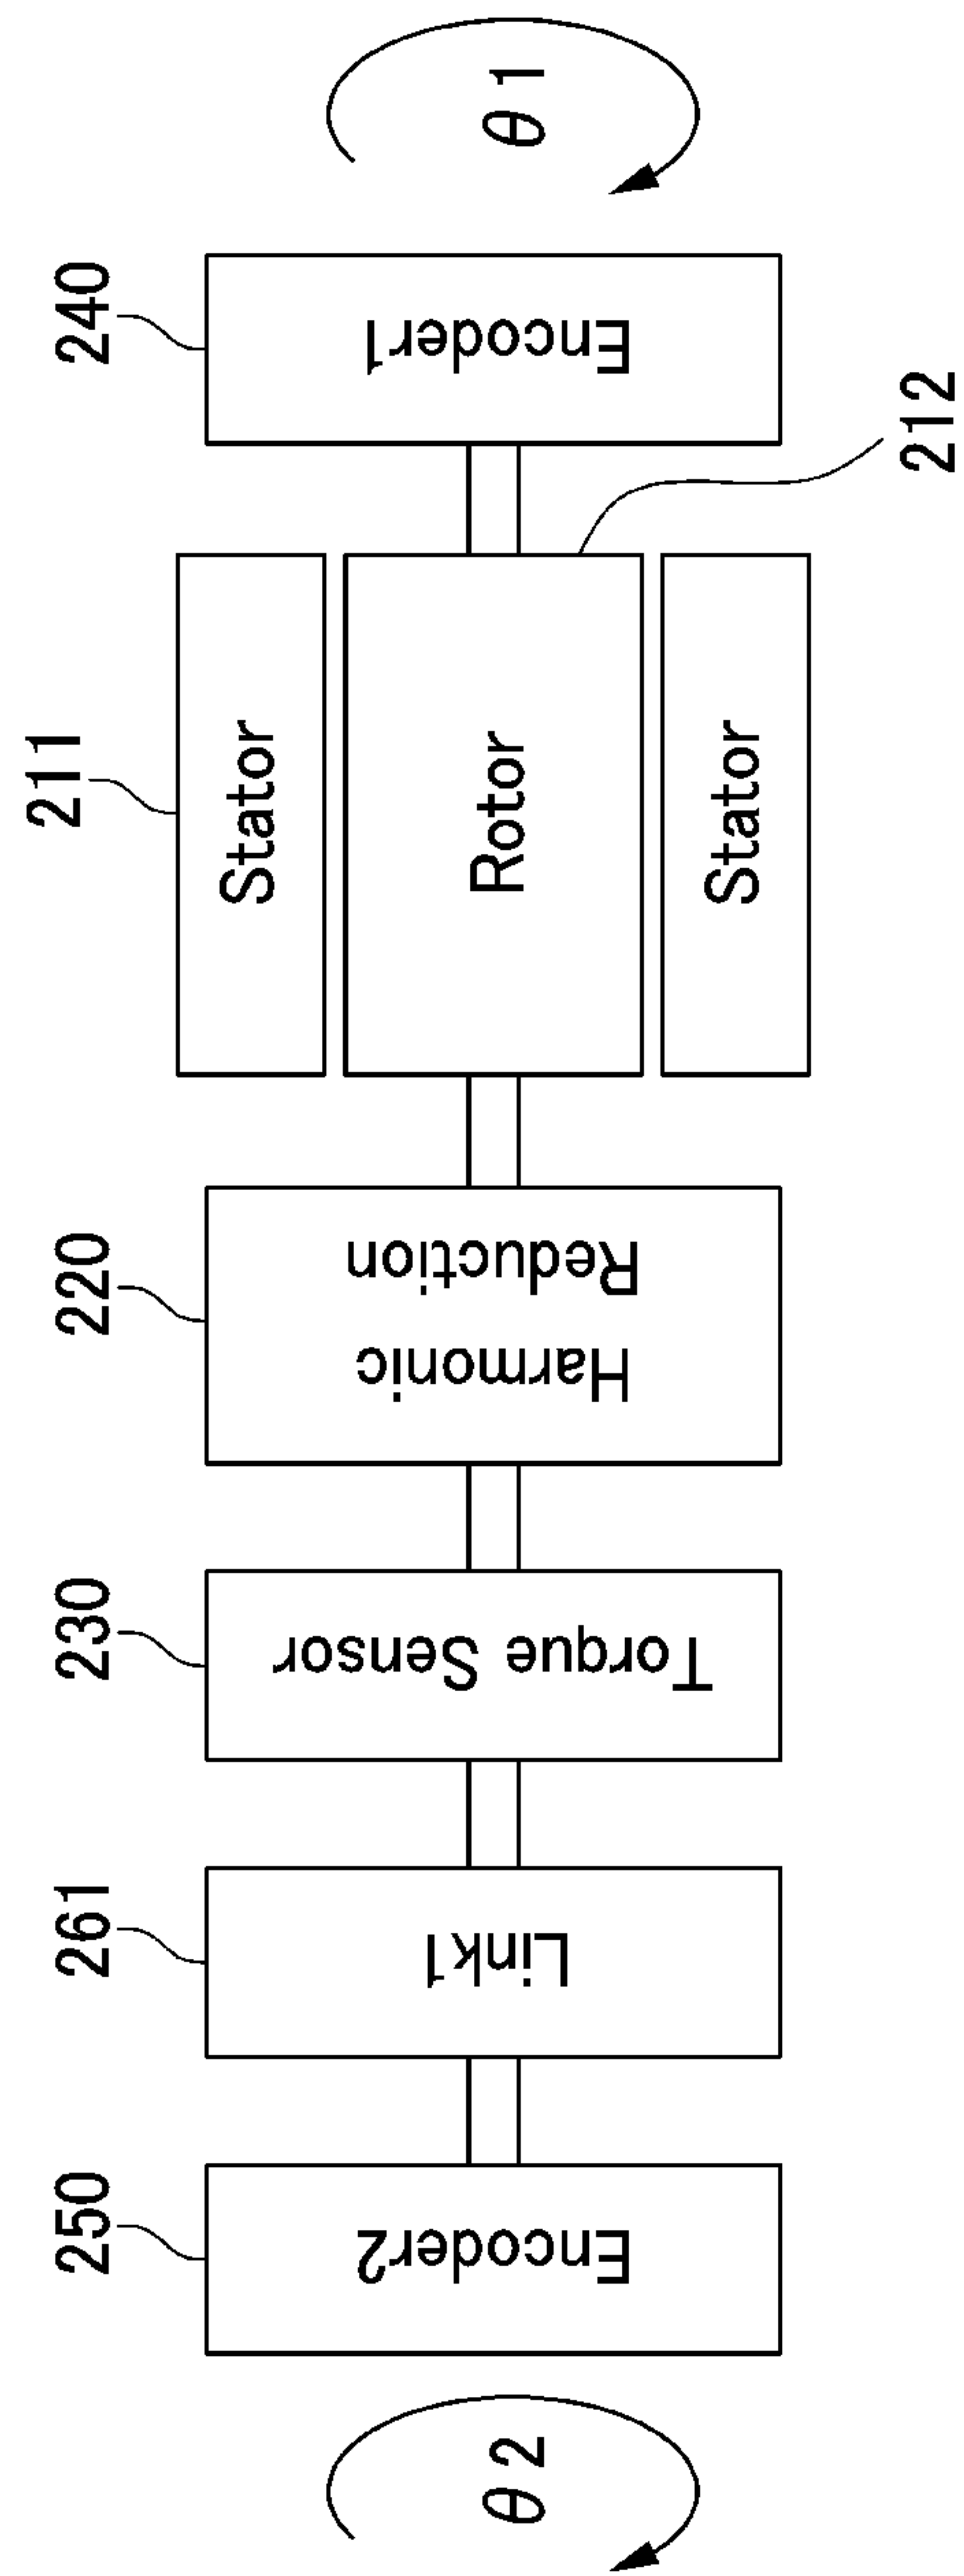 θ1
240
Encoder1
212
211
Stator
Rotor
Stator
220
Harmonic
Reduction
230
Torque Sensor
261
Link1
250
Encoder2
θ2